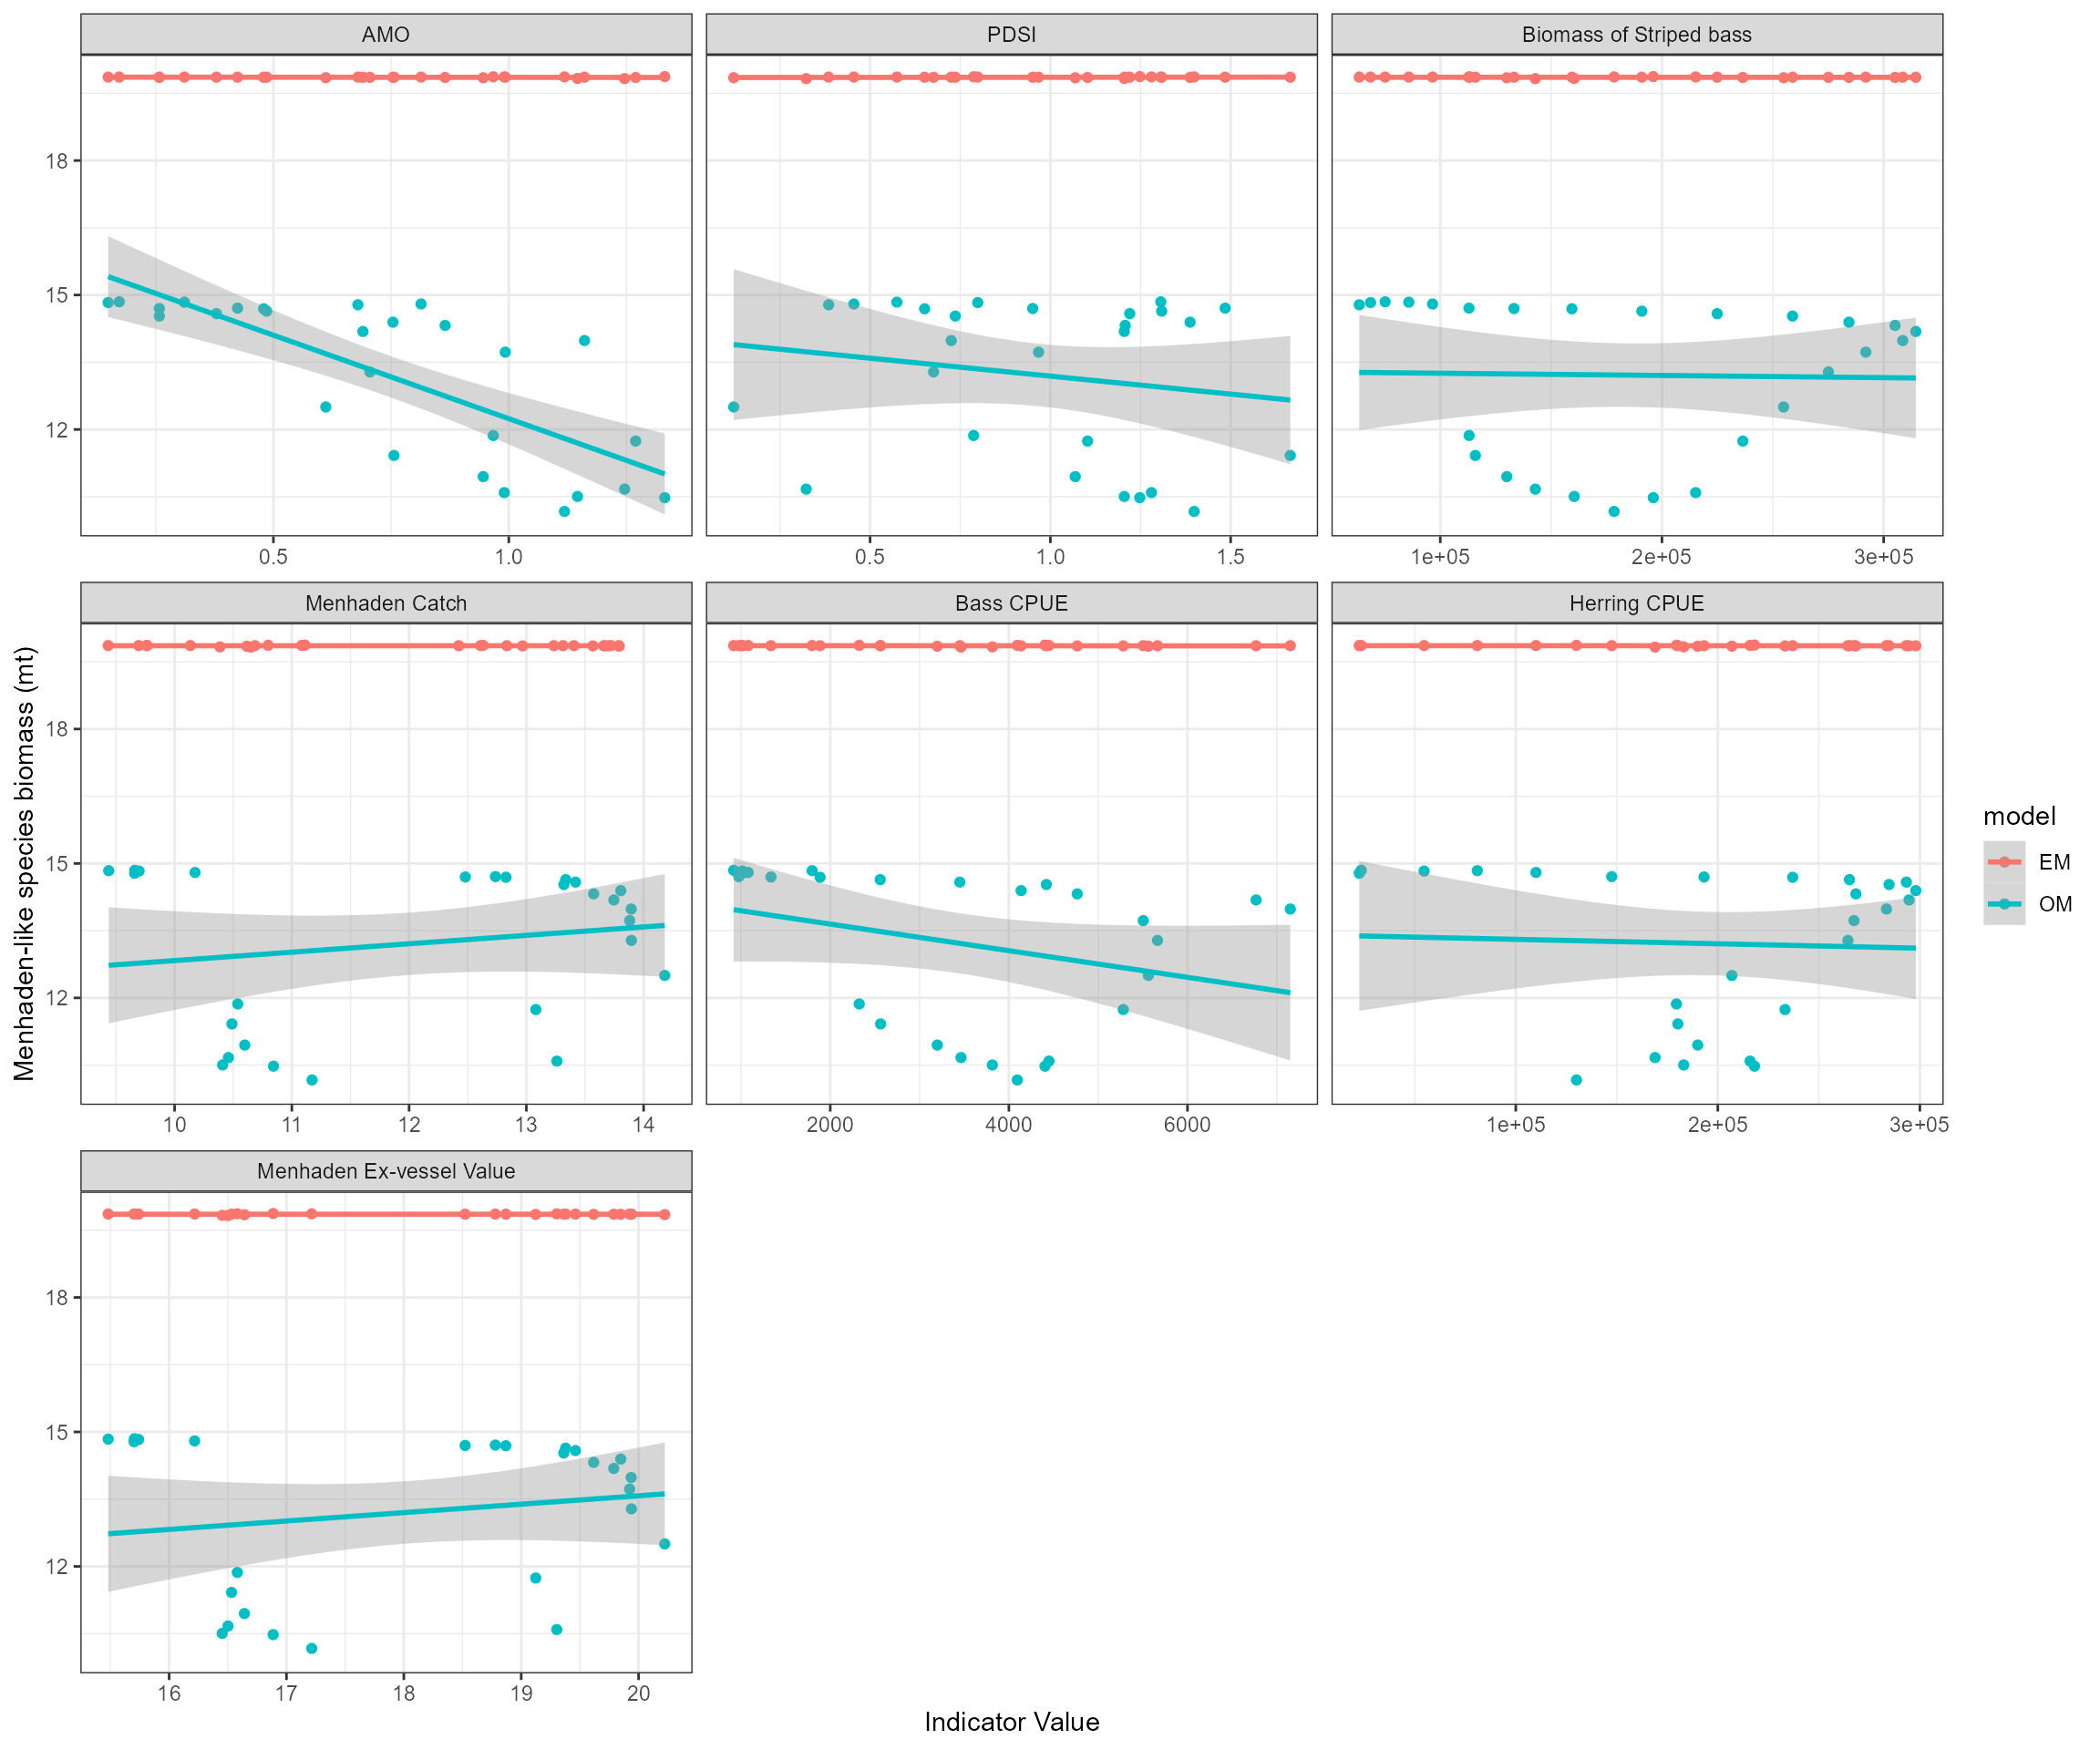 AMO PDSI Biomass of Striped bass
18
15
12
0.5 1.0 0.5 1.0 1.5 1e+05 2e+05 3e+05
Menhaden Catch Bass CPUE Herring CPUE
18
15
12
10 11 12 13 14 2000 4000 6000 1e+05 2e+05 3e+05
Menhaden Ex-vessel Value
18
15
12
16 17 18 19 20
Menhaden-like species biomass (mt)
Indicator Value
model
EM
OM